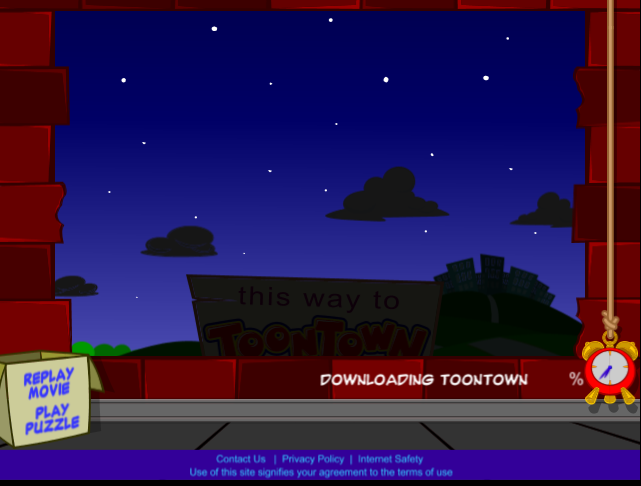 this way to
TOONTOWN
DOWNLOADING TOONTOWN %
REPLAY
MOVIE
PLAY
PUZZLE
Contact Us | Privacy Policy | Internet Safety
Use of this site signifies your agreement to the terms of use